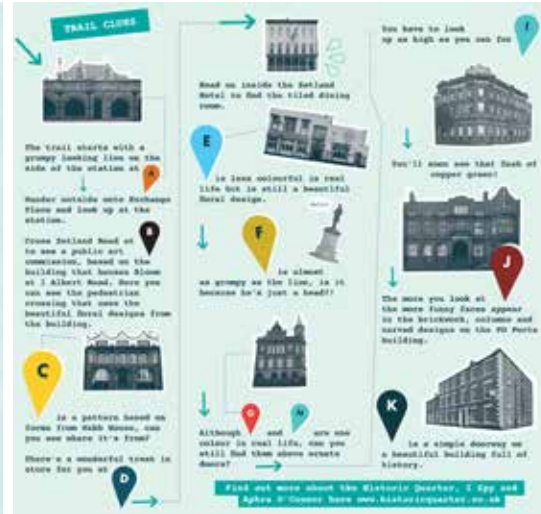 TRAIL CLUES
The trail starts with a
grumpy looking lion on the
side of the station at A
Wander outside onto Exchange
Place and look up at the
station.
B
Cross Zetland Road at
to see a public art
commission, based on the
building that houses
at 1 Albert Road. Here you
can see the pedestrian
crossing that uses the
beautiful floral designs from
the building.
C
is a pattern based on
forms from Webb House, can
you see where it's from?
There's a wonderful treat in
store for you at
D
Head on inside the Zetland
Hotel to find the tiled dining
room.
E
is less colourful in real
life but is still a beautiful
floral design.
F
is almost
as grumpy as the lion, is it
because he's just a head??
G H
Although and are one
colour in real life, can you
still find them above ornate
doors?
You have to look
up as high as you can for
I
You'll soon see that flash of
copper green!
J
The more you look at
the more funny faces appear
in the brickwork, columns and
carved designs on the PD Ports
building.
K
is a simple doorway on
a beautiful building full of
history.
Find out more about the Historic Quarter, I Spy and
Aphra O'Connor here www.historicquarter.co.uk